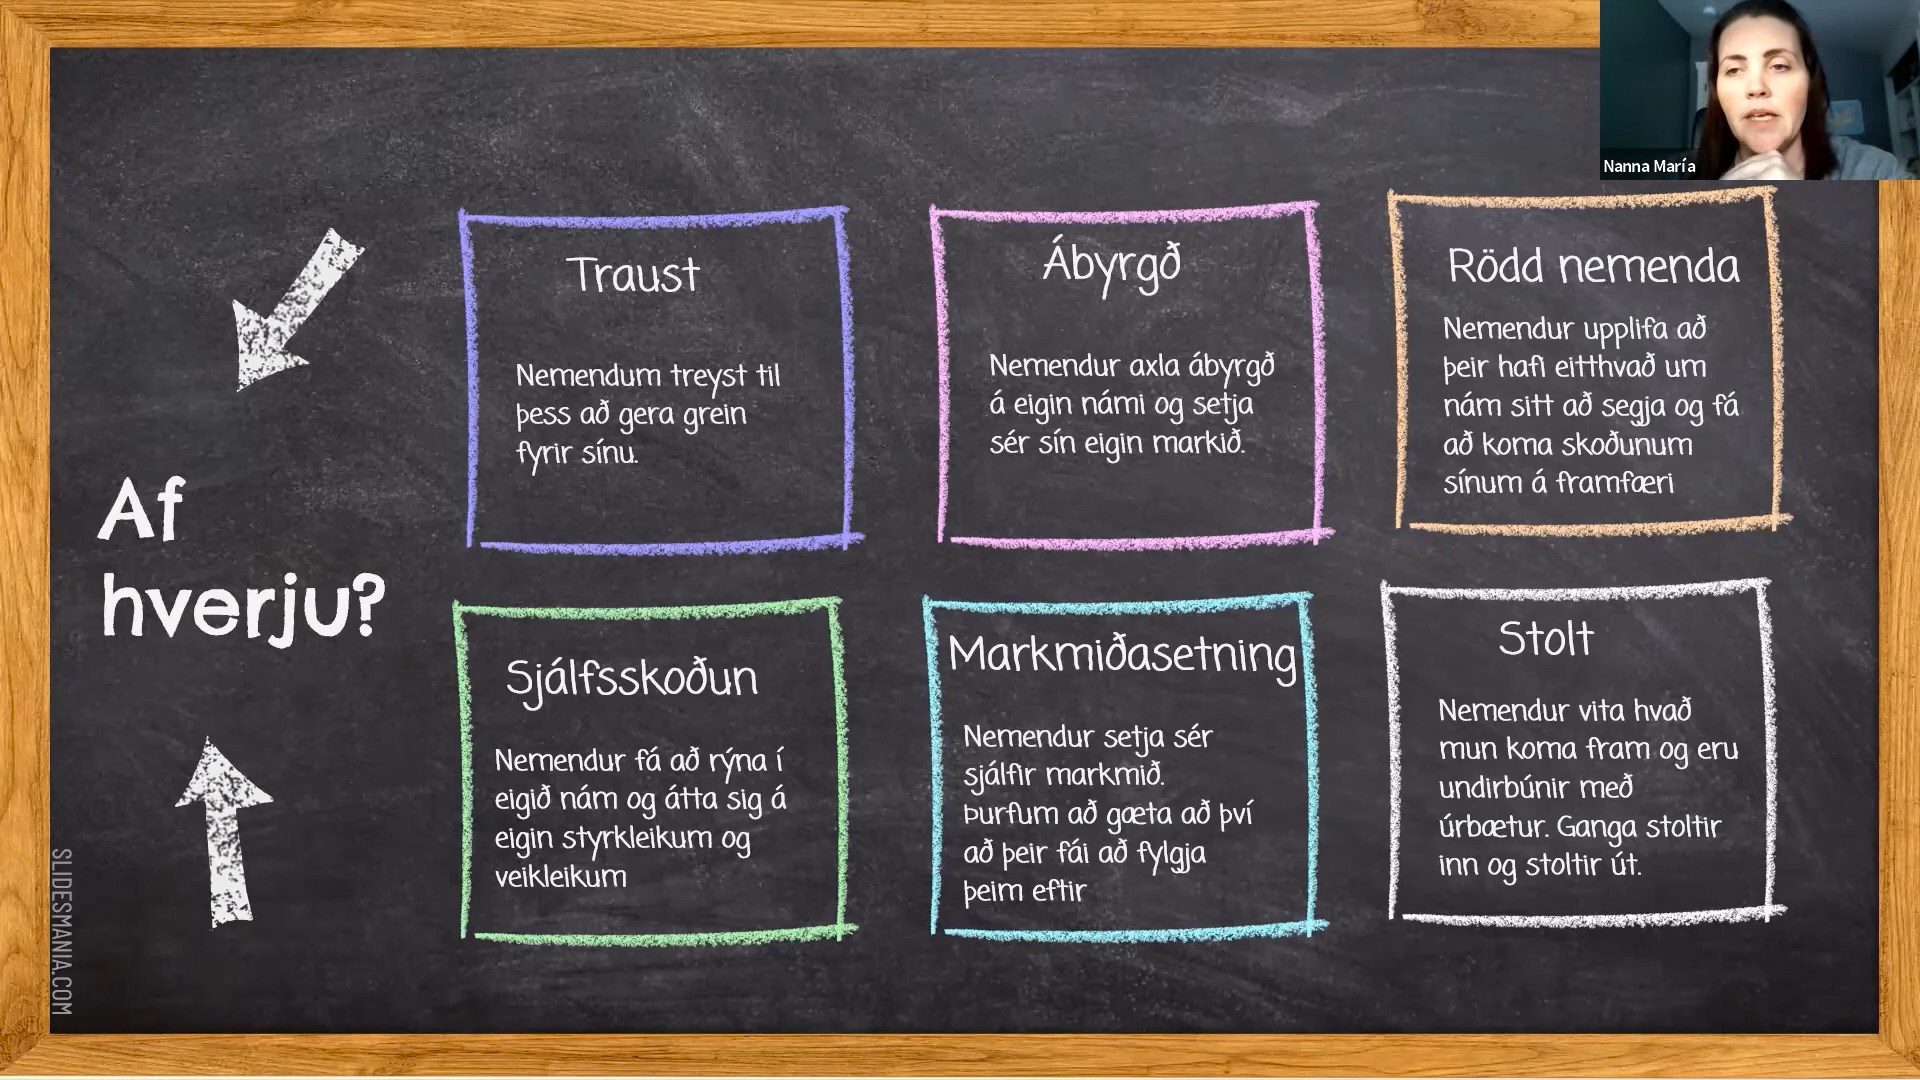 Nanna María
Af
hverju?
Traust
Nemendum treyst til
þess að gera grein
fyrir sínu.
Ábyrgð
Nemendur axla ábyrgð
á eigin námi og setja
sér sín eigin markið.
Rödd nemenda
Nemendur upplifa að
þeir hafi eitthvað um
nám sitt að segja og fá
að koma skoðunum
sínum á framfæri
Sjálfsskoðun
Nemendur fá að rýna í
eigið nám og átta sig á
eigin styrkleikum og
veikleikum
Markmiðasetning
Nemendur setja sér
sjálfir markmið.
Þurfum að gæta að því
að þeir fái að fylgja
þeim eftir
Stolt
Nemendur vita hvað
mun koma fram og eru
undirbúnir með
úrbætur. Ganga stoltir
inn og stoltir út.
SLIDESMANIA.COM